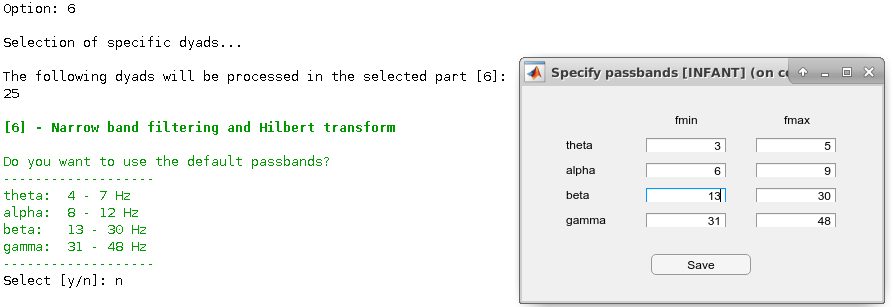 Option: 6
Selection of specific dyads...
The following dyads will be processed in the selected part [6]:
25
[6] - Narrow band filtering and Hilbert transform
Do you want to use the default passbands?
------------------
theta:  4 - 7 Hz
alpha:  8 - 12 Hz
beta:   13 - 30 Hz
gamma:  31 - 48 Hz
------------------
Select [y/n]: n
Specify passbands [INFANT] (on co
fmin fmax
theta 3 5
alpha 6 9
beta 13 30
gamma 31 48
Save